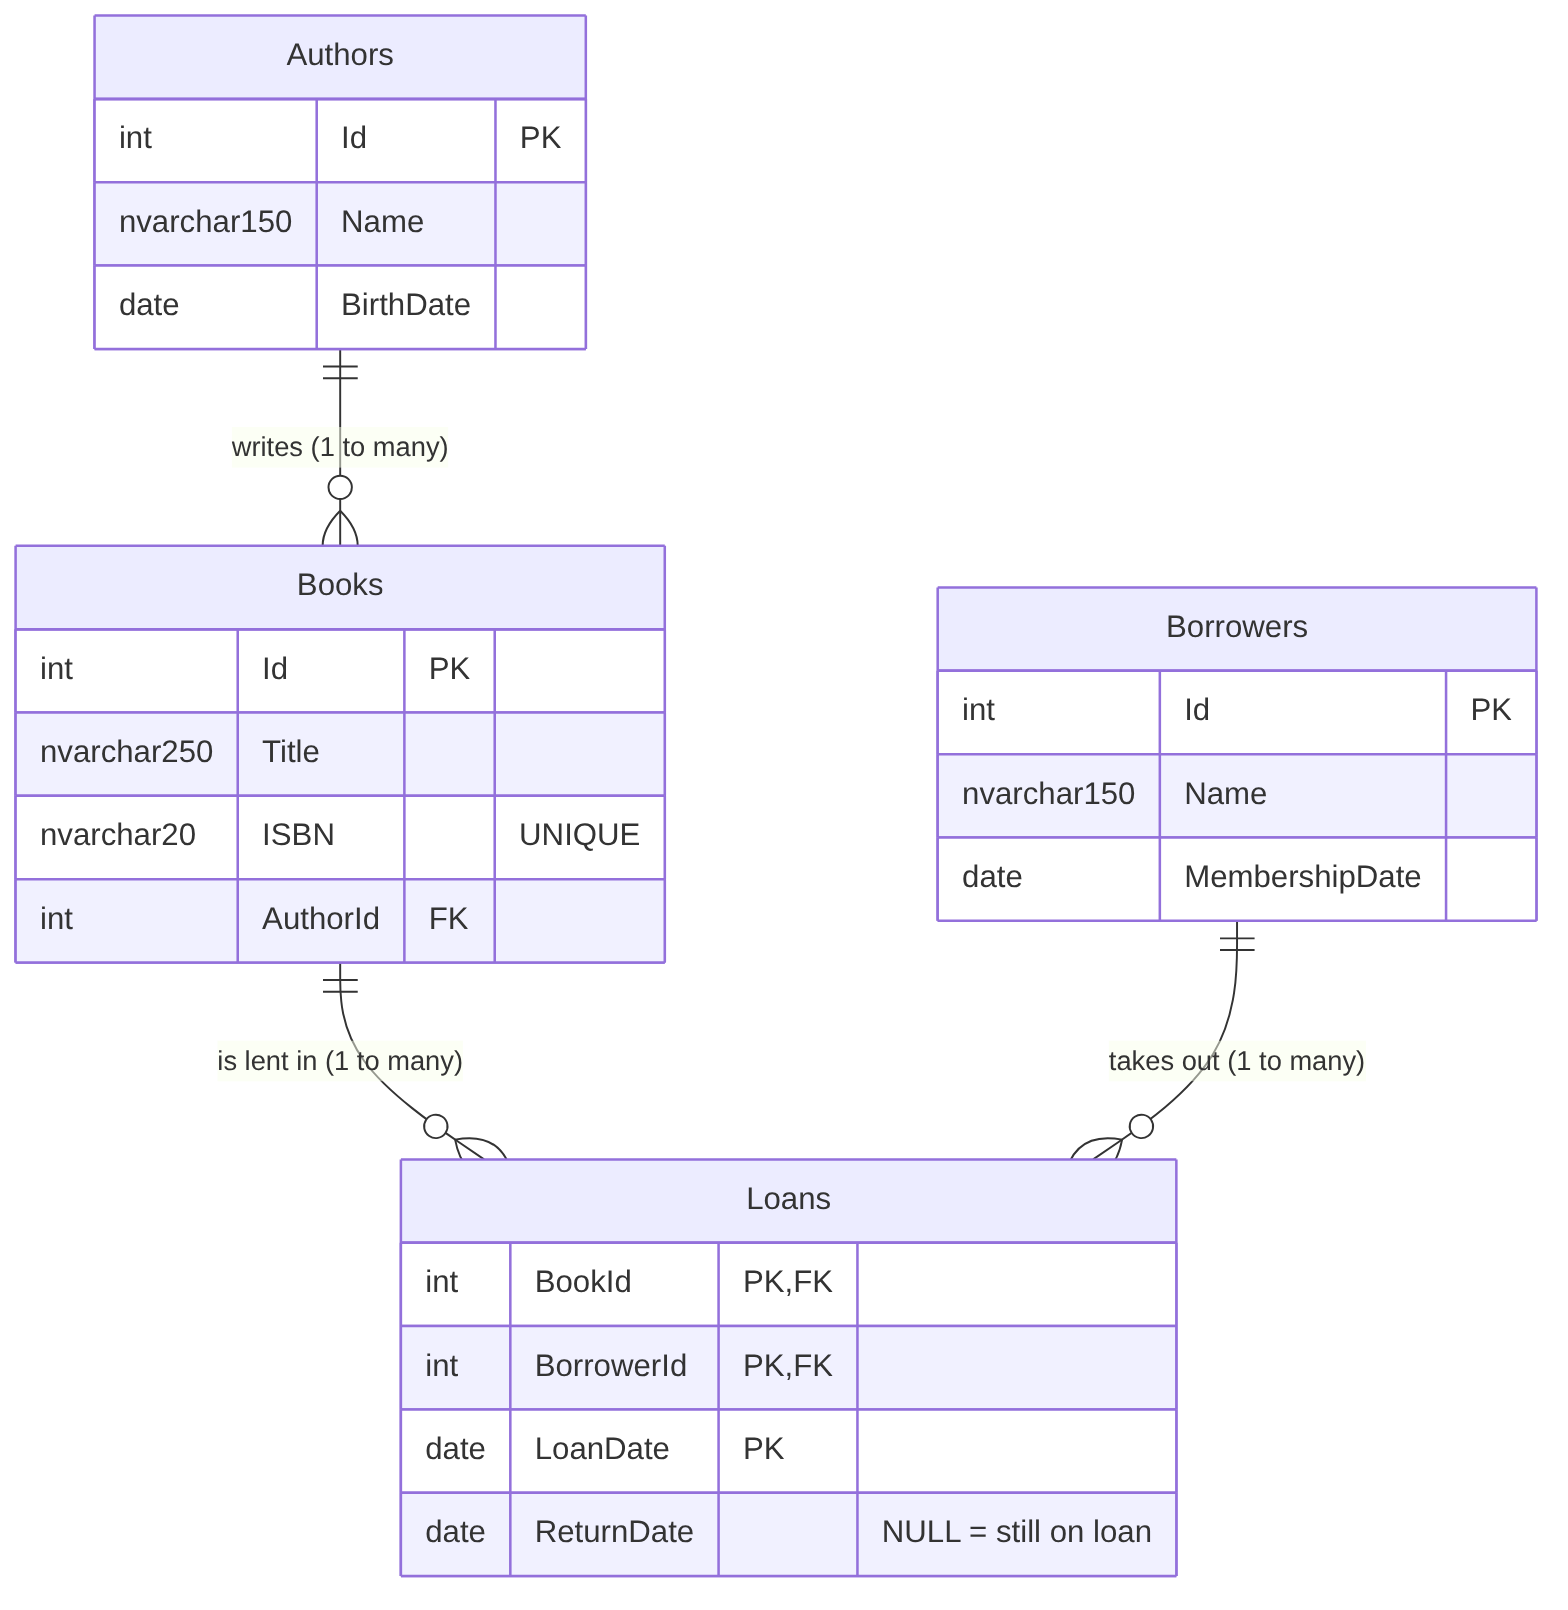 Authors
int Id PK
nvarchar150 Name
date BirthDate
writes (1 to many)
Books
int Id PK
nvarchar250 Title
nvarchar20 ISBN UNIQUE
int AuthorId FK
Borrowers
int Id PK
nvarchar150 Name
date MembershipDate
is lent in (1 to many)
takes out (1 to many)
Loans
int BookId PK,FK
int BorrowerId PK,FK
date LoanDate PK
date ReturnDate NULL = still on loan